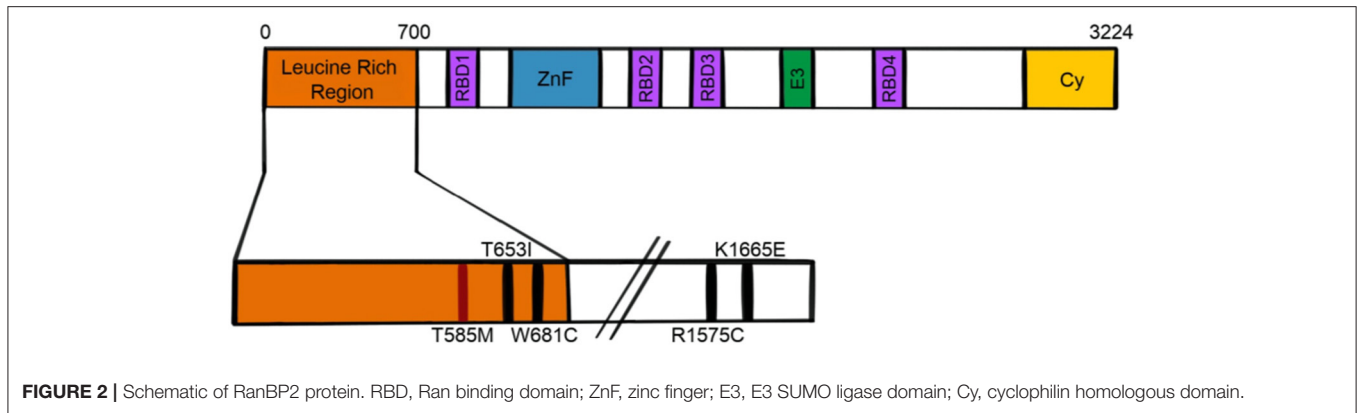 0 700 3224
Leucine Rich
Region
RBD1
ZnF
RBD2
RBD3
E3
RBD4
Cy
T653I K1665E
T585M W681C R1575C
FIGURE 2 | Schematic of RanBP2 protein. RBD, Ran binding domain; ZnF, zinc finger; E3, E3 SUMO ligase domain; Cy, cyclophilin homologous domain.